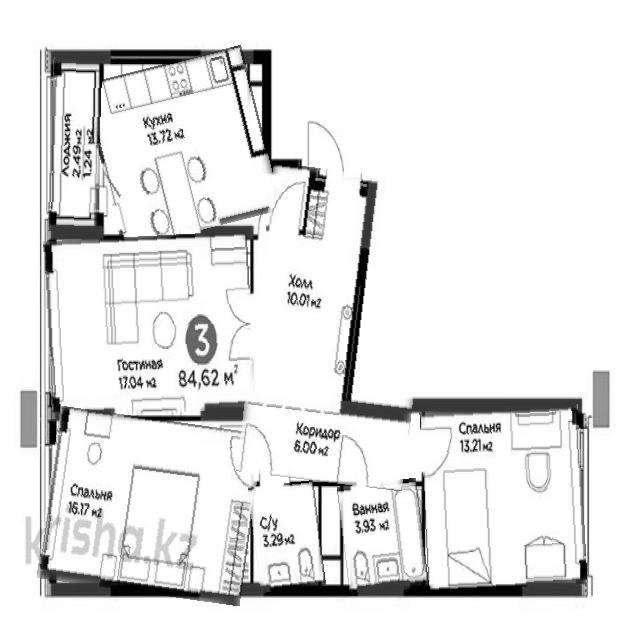 Лоджия
2.49м2
1.24 м2
Кухня
13.72 м2
Холл
10.01 м2
3
84,62 м2
Гостиная
17.04 м2
Коридор
6.00 м2
Спальня
13.21 м2
Спальня
16.17 м2
С/у
3.29 м2
Ванная
3.93 м2
krisha.kz